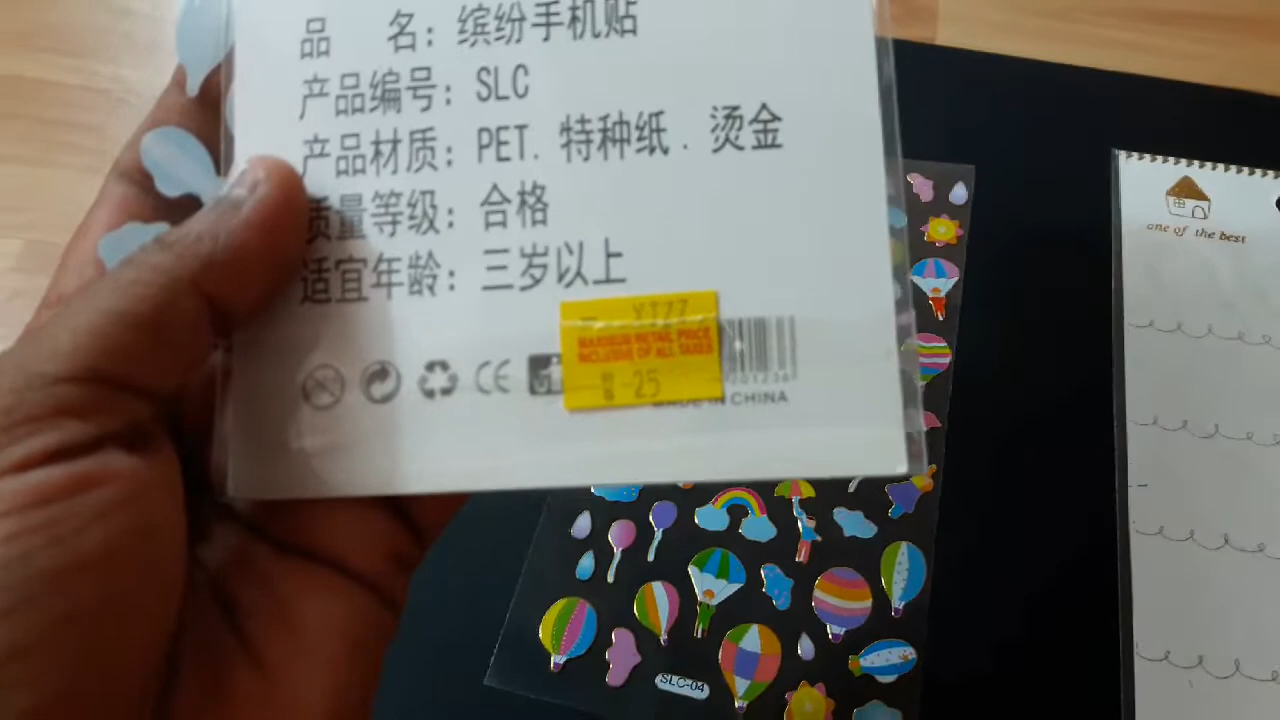 品 名：缤纷手机贴
产品编号：SLC
产品材质：PET．特种纸．烫金
质量等级：合格
适宜年龄：三岁以上
MAXIMUM RETAIL PRICE
INCLUSIVE OF ALL TAXES
25
CE
IN CHINA
SLC-04
one of the best